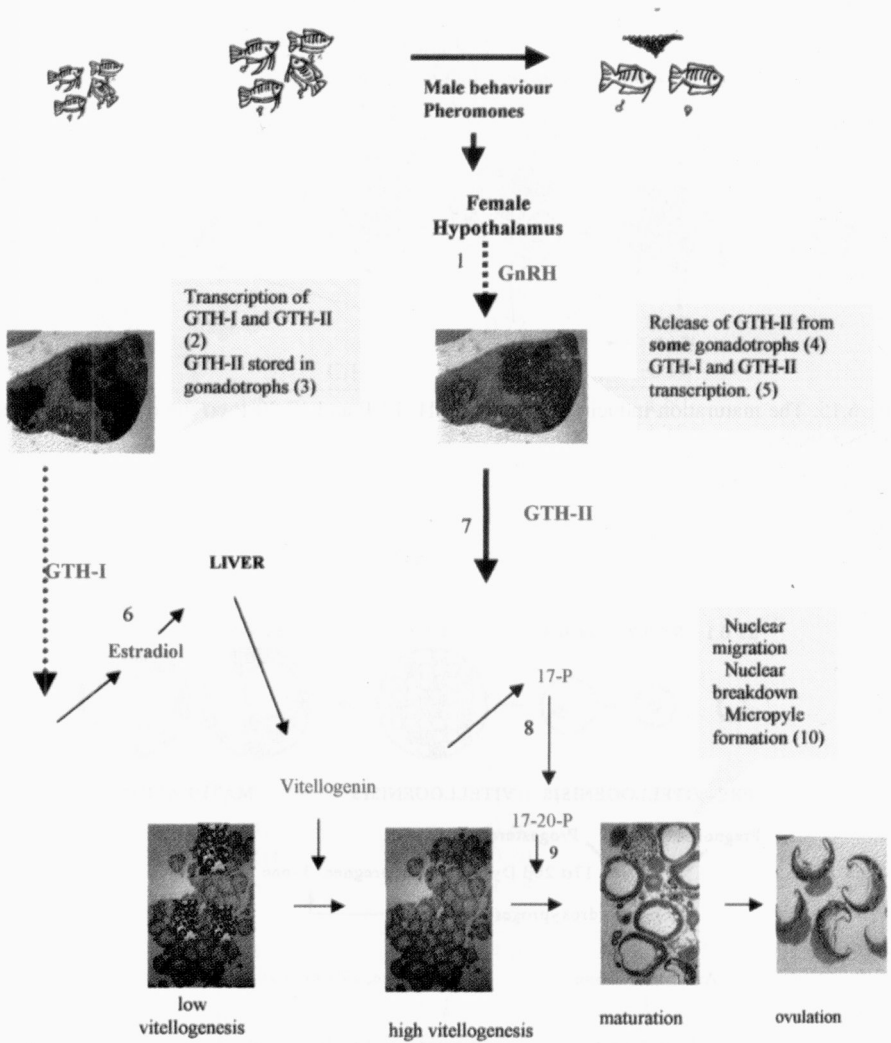 Male behaviour
Pheromones
Female
Hypothalamus
1
GnRH
Transcription of
GTH-I and GTH-II
(2)
GTH-II stored in
gonadotrophs (3)
Release of GTH-II from
some gonadotrophs (4)
GTH-I and GTH-II
transcription. (5)
7
GTH-II
GTH-I
LIVER
6
Estradiol
Nuclear
migration
Nuclear
breakdown
Micropyle
formation (10)
17-P
8
Vitellogenin
17-20-P
9
low
vitellogenesis
high vitellogenesis
maturation
ovulation